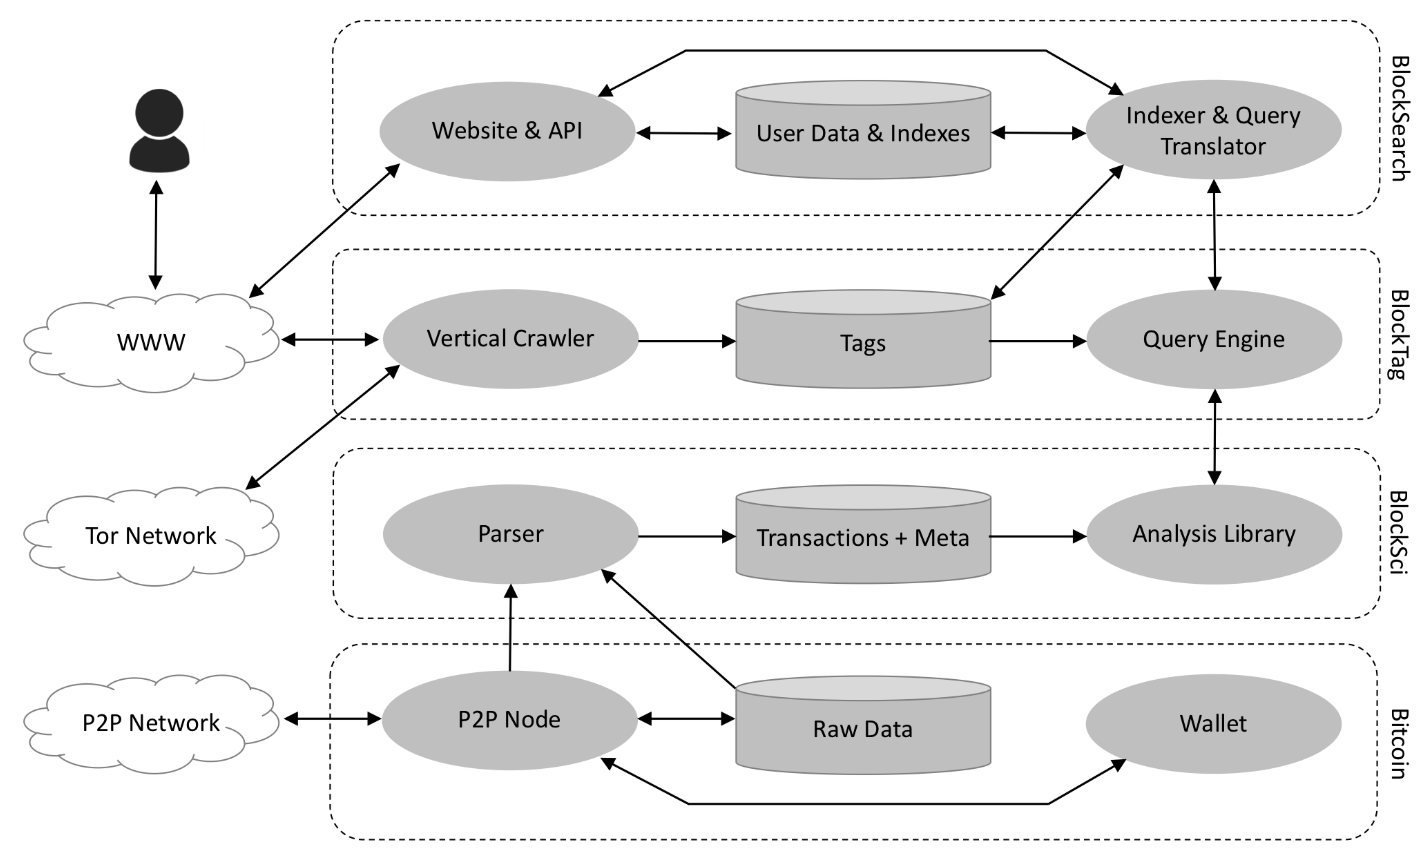 Website & API
User Data & Indexes
Indexer & Query
Translator
BlockSearch
WWW
Vertical Crawler
Tags
Query Engine
BlockTag
Tor Network
Parser
Transactions + Meta
Analysis Library
BlockSci
P2P Network
P2P Node
Raw Data
Wallet
Bitcoin